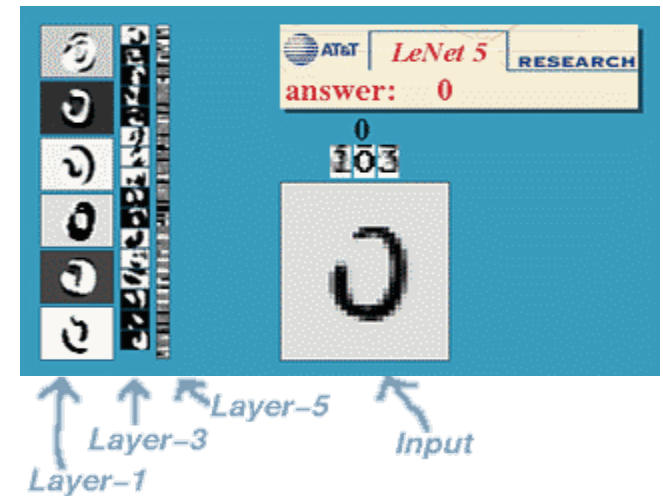 AT&T LeNet 5 RESEARCH
answer: 0
0
103
Layer-5
Layer-3
Input
Layer-1